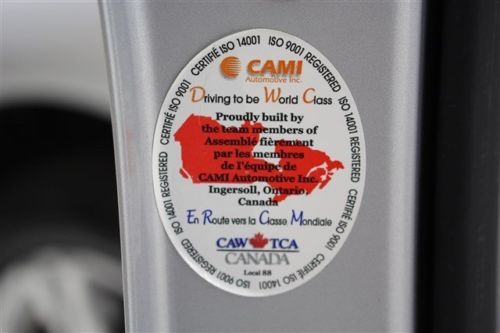 CERTIFIÉ ISO 9001 CERTIFIÉ ISO 14001 ISO 9001 REGISTERED ISO 14001 REGISTERED CERTIFIÉ ISO 9001 CERTIFIÉ ISO 14001 ISO 9001 REGISTERED ISO 14001 REGISTERED
CAMI
Automotive Inc.
Driving to be World Class
Proudly built by
the team members of
Assemblé fièrement
par les membres
de l'équipe de
CAMI Automotive Inc.
Ingersoll, Ontario,
Canada
En Route vers la Classe Mondiale
CAW TCA
CANADA
Local 88